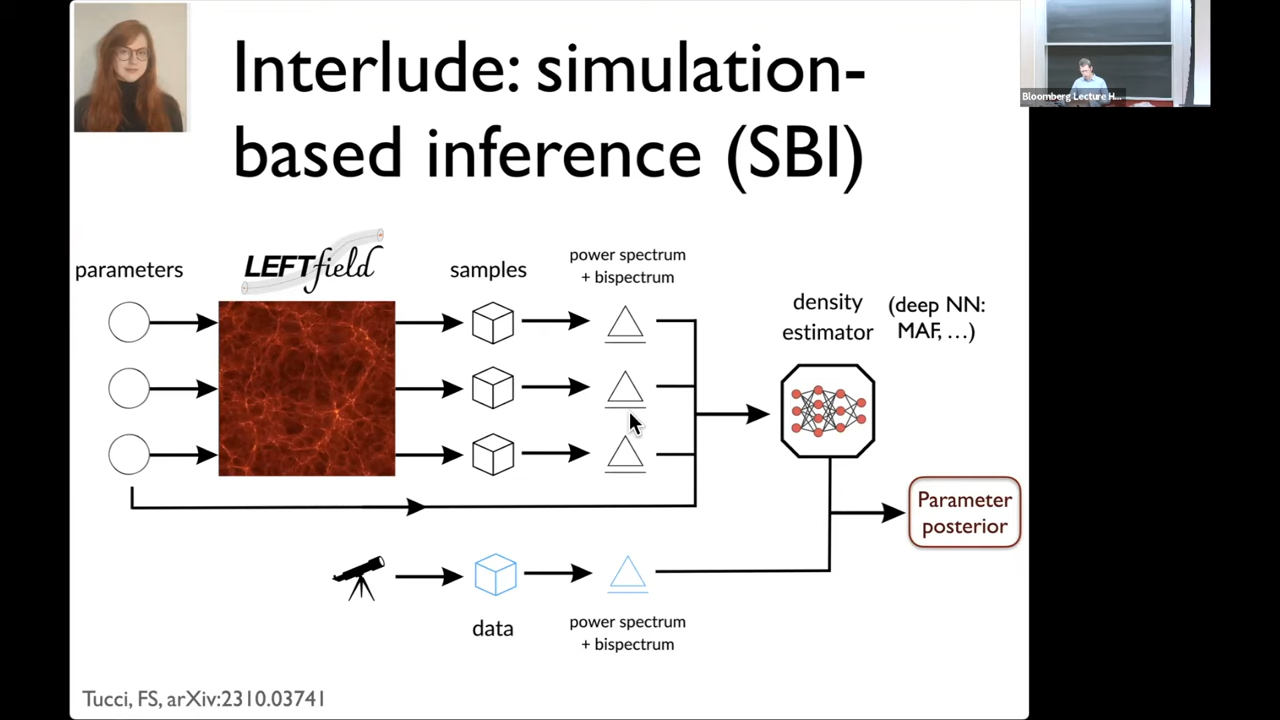 Interlude: simulation-
based inference (SBI)
Bloomberg Lecture H...
parameters
LEFTfield
samples
power spectrum
+ bispectrum
density
estimator
(deep NN:
MAF, ...)
Parameter
posterior
data
power spectrum
+ bispectrum
Tucci, FS, arXiv:2310.03741